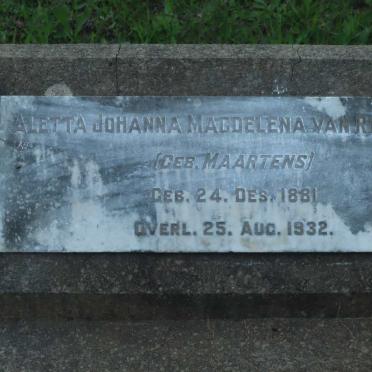 ALETTA JOHANNA MAGDELENA VAN
(GEB. MAARTENS)
GEB. 24. DES. 1881
OVERL. 25. AUG. 1932.